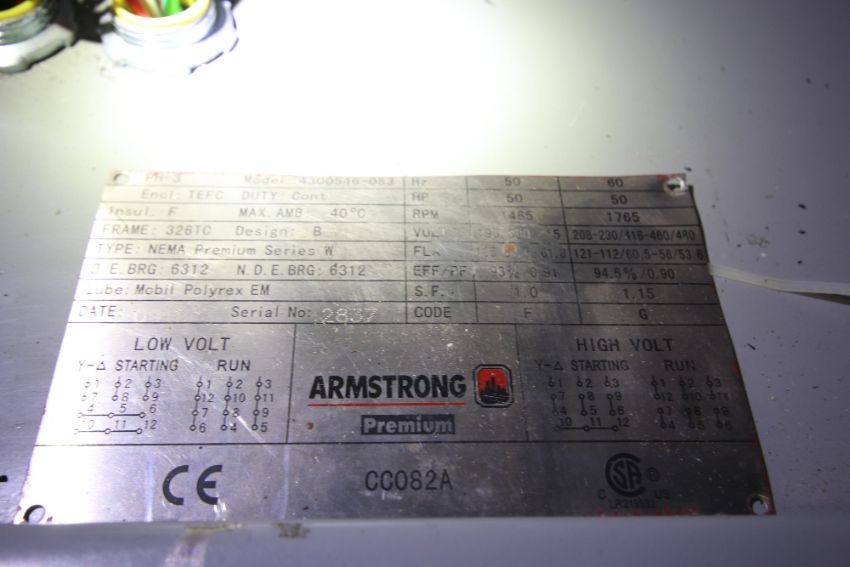 PH 3 Model 4300546-083 Hz 50 60
Encl: TEFC DUTY: Cont HP 50 50
Insul. F MAX. AMB: 40°C RPM 1465 1765
FRAME: 326TC Design: B 208-230/416-460/480
TYPE: NEMA Premium Series W 121-112/60.5-56/53.6
D.E.BRG: 6312 N.D.E.BRG: 6312 EFF/PF 94.5%/0.90
Lube: Mobil Polyrex EM S.F. 1.0 1.15
DATE: Serial No: 2837 CODE F G
LOW VOLT
Y-Δ STARTING RUN
1 2 3 1 2 3
7 8 9 12 10 11
4 5 6 7 8 9
10 11 12 6 4 5
ARMSTRONG
Premium
HIGH VOLT
Y-Δ STARTING RUN
1 2 3 1 2 3
7 8 9 12 10 11
4 5 6 7 8 9
10 11 12 6 4 5
CE
CC082A
C SA US